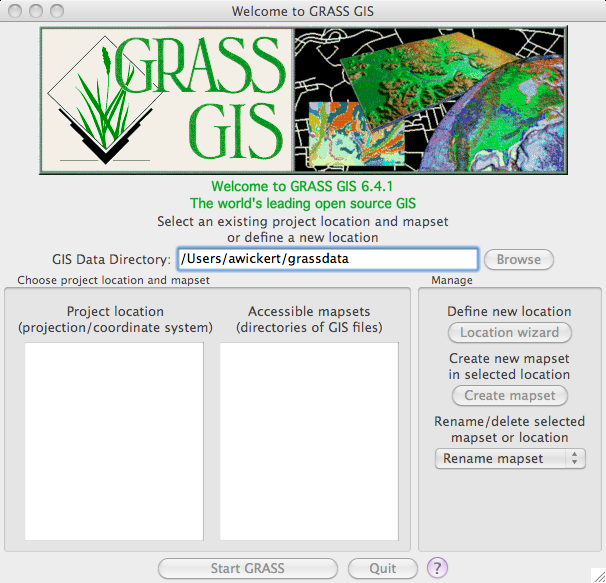 Welcome to GRASS GIS
GRASS
GIS
Welcome to GRASS GIS 6.4.1
The world's leading open source GIS
Select an existing project location and mapset
or define a new location
GIS Data Directory: /Users/awickert/grassdata Browse
Choose project location and mapset
Project location
(projection/coordinate system)
Accessible mapsets
(directories of GIS files)
Manage
Define new location
Location wizard
Create new mapset
in selected location
Create mapset
Rename/delete selected
mapset or location
Rename mapset
Start GRASS Quit ?